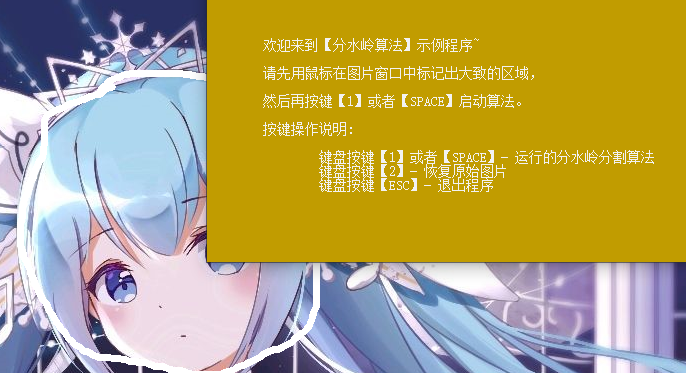 欢迎来到【分水岭算法】示例程序~
请先用鼠标在图片窗口中标记出大致的区域,
然后再按键【1】或者【SPACE】启动算法。
按键操作说明:
键盘按键【1】或者【SPACE】- 运行的分水岭分割算法
键盘按键【2】- 恢复原始图片
键盘按键【ESC】- 退出程序